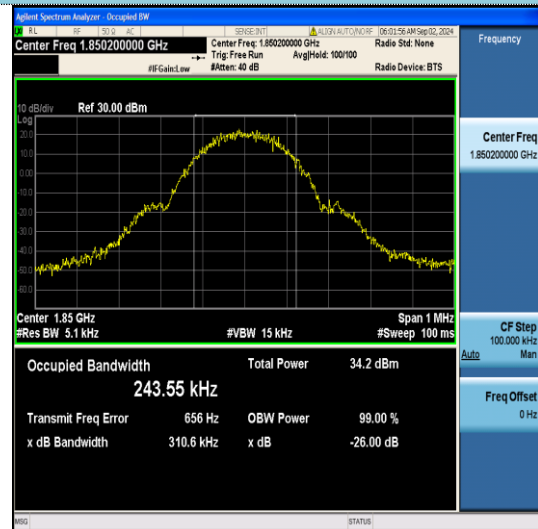 Agilent Spectrum Analyzer - Occupied BW
RL RF 50 Ω AC SENSE:INT ALIGN AUTO/NORF 06:01:56 AM Sep 02, 2024
Center Freq 1.850200000 GHz
Center Freq: 1.850200000 GHz Radio Std: None
Trig: Free Run Avg|Hold: 100/100
#IFGain:Low #Atten: 40 dB Radio Device: BTS
Frequency
10 dB/div Ref 30.00 dBm
Log
20.0
10.0
0.00
-10.0
-20.0
-30.0
-40.0
-50.0
-60.0
Center Freq
1.850200000 GHz
Center 1.85 GHz Span 1 MHz
#Res BW 5.1 kHz #VBW 15 kHz #Sweep 100 ms
CF Step
100.000 kHz
Auto Man
Occupied Bandwidth Total Power 34.2 dBm
243.55 kHz
Transmit Freq Error 656 Hz OBW Power 99.00 %
x dB Bandwidth 310.6 kHz x dB -26.00 dB
Freq Offset
0 Hz
MSG STATUS